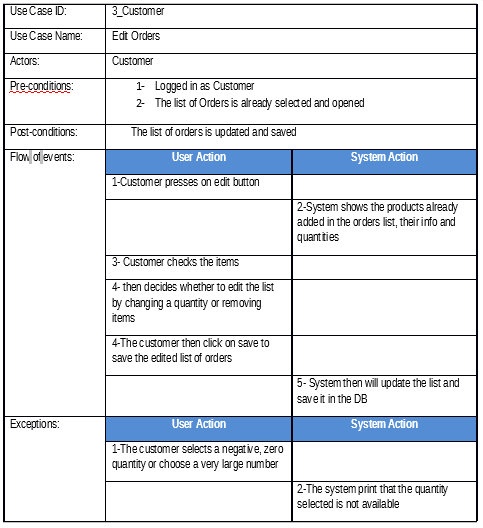 Use Case ID: 3_Customer
Use Case Name: Edit Orders
Actors: Customer
Pre-conditions: 1- Logged in as Customer
2- The list of Orders is already selected and opened
Post-conditions: The list of orders is updated and saved
Flow of events: User Action System Action
1-Customer presses on edit button
2-System shows the products already
added in the orders list, their info and
quantities
3- Customer checks the items
4- then decides whether to edit the list
by changing a quantity or removing
items
4-The customer then click on save to
save the edited list of orders
5- System then will update the list and
save it in the DB
Exceptions: User Action System Action
1-The customer selects a negative, zero
quantity or choose a very large number
2-The system print that the quantity
selected is not available